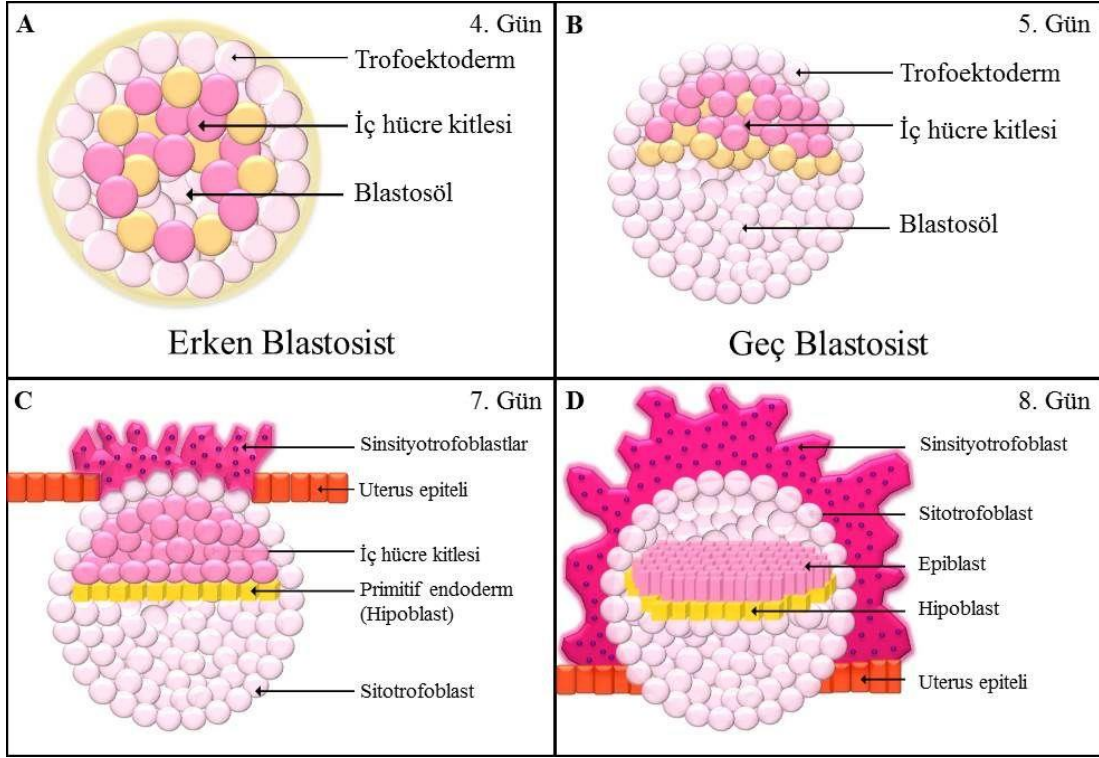 A
4. Gün
Trofoektoderm
İç hücre kitlesi
Blastosöl
Erken Blastosist
B
5. Gün
Trofoektoderm
İç hücre kitlesi
Blastosöl
Geç Blastosist
C
7. Gün
Sinsityotrofoblastlar
Uterus epiteli
İç hücre kitlesi
Primitif endoderm
(Hipoblast)
Sitotrofoblast
D
8. Gün
Sinsityotrofoblast
Sitotrofoblast
Epiblast
Hipoblast
Uterus epiteli